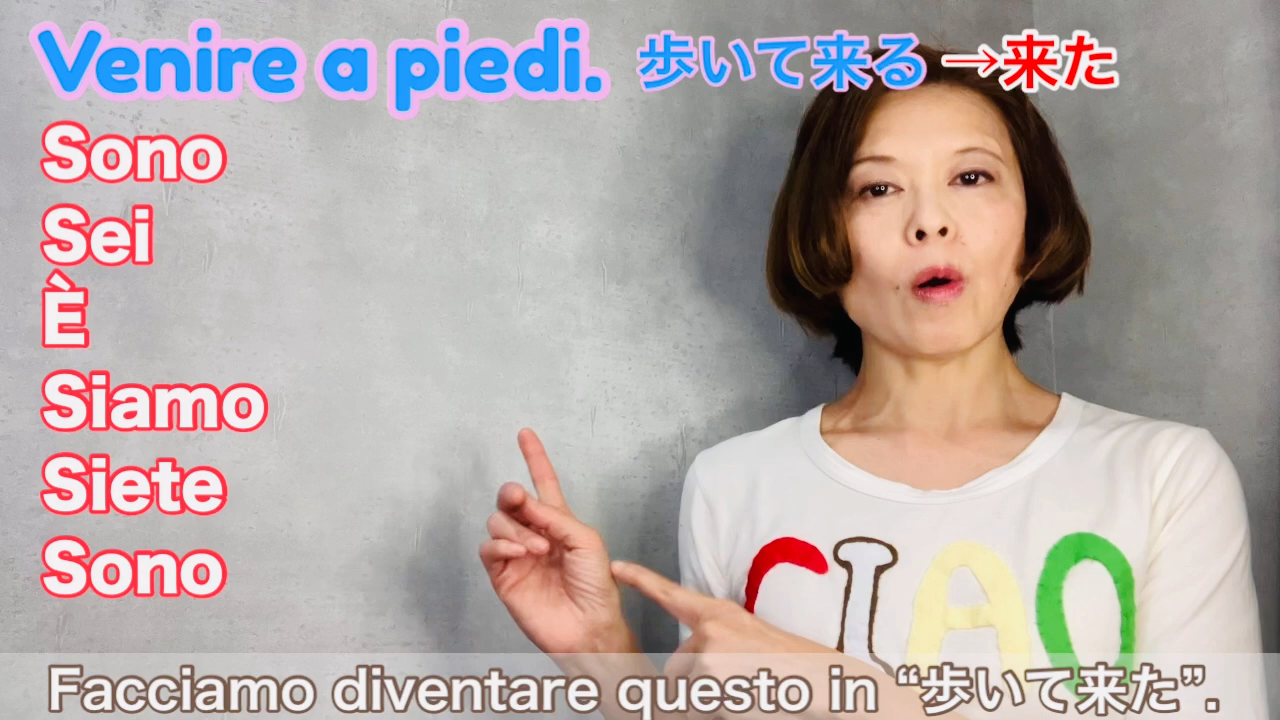 Venire a piedi. 歩いて来る →来た
Sono
Sei
È
Siamo
Siete
Sono
CIAO
Facciamo diventare questo in “歩いて来た”.